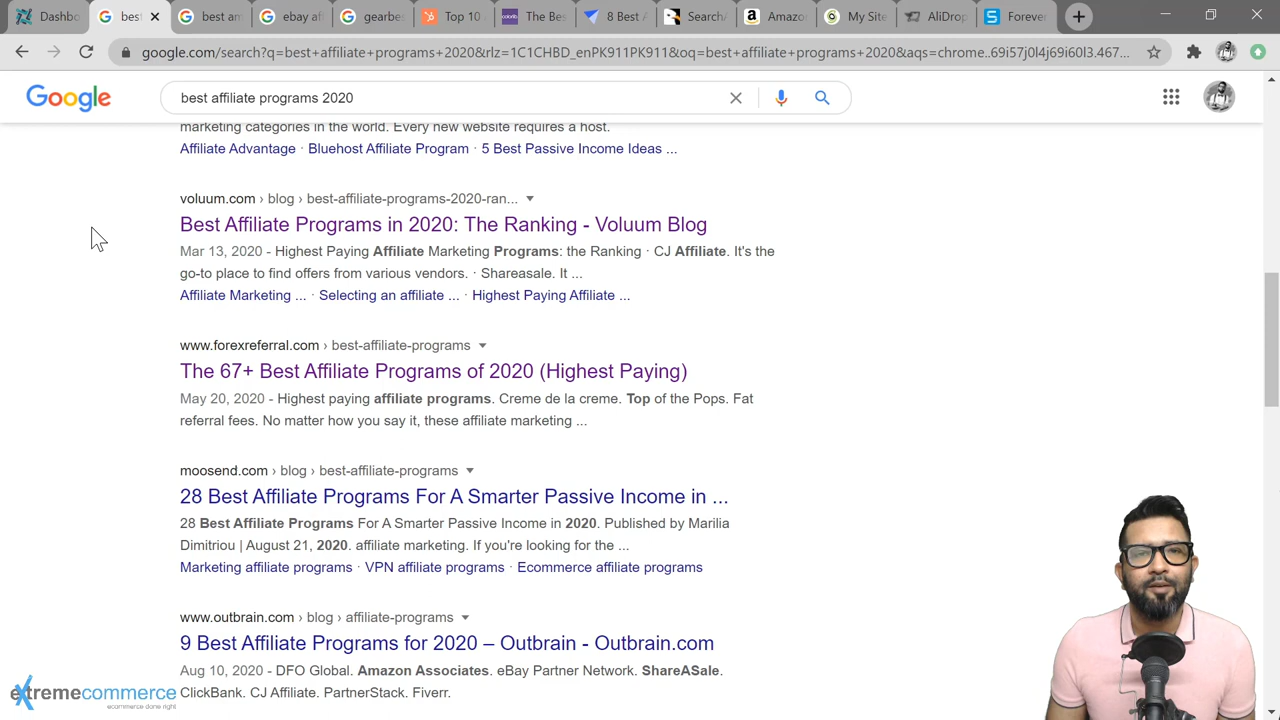 Dashbo
best
ebay a
gearbes
Top 10
colorlib.
The Bes
8 Best A
Search/
Amazo
My Site
AliDrop
Forever
google.com/search?q=best+affiliate+programs+2020&rlz=1C1CHBD_enPK911PK911&oq=best+affiliate+programs+2020&aqs=chrome..69i57j0l4j69i60l3.467...
Google
best affiliate programs 2020
marketing categories in the world. Every new website requires a host.
Affiliate Advantage · Bluehost Affiliate Program · 5 Best Passive Income Ideas ...
voluum.com › blog › best-affiliate-programs-2020-ran...
Best Affiliate Programs in 2020: The Ranking - Voluum Blog
Mar 13, 2020 - Highest Paying Affiliate Marketing Programs: the Ranking · CJ Affiliate. It's the
go-to place to find offers from various vendors. · Shareasale. It ...
Affiliate Marketing ... · Selecting an affiliate ... · Highest Paying Affiliate ...
www.forexreferral.com › best-affiliate-programs
The 67+ Best Affiliate Programs of 2020 (Highest Paying)
May 20, 2020 - Highest paying affiliate programs. Creme de la creme. Top of the Pops. Fat
referral fees. No matter how you say it, these affiliate marketing ...
moosend.com › blog › best-affiliate-programs
28 Best Affiliate Programs For A Smarter Passive Income in ...
28 Best Affiliate Programs For A Smarter Passive Income in 2020. Published by Marilia
Dimitriou | August 21, 2020. affiliate marketing. If you're looking for the ...
Marketing affiliate programs · VPN affiliate programs · Ecommerce affiliate programs
www.outbrain.com › blog › affiliate-programs
9 Best Affiliate Programs for 2020 – Outbrain - Outbrain.com
Aug 10, 2020 - DFO Global. Amazon Associates. eBay Partner Network. ShareASale.
ClickBank. CJ Affiliate. PartnerStack. Fiverr.
extremecommerce
ecommerce done right